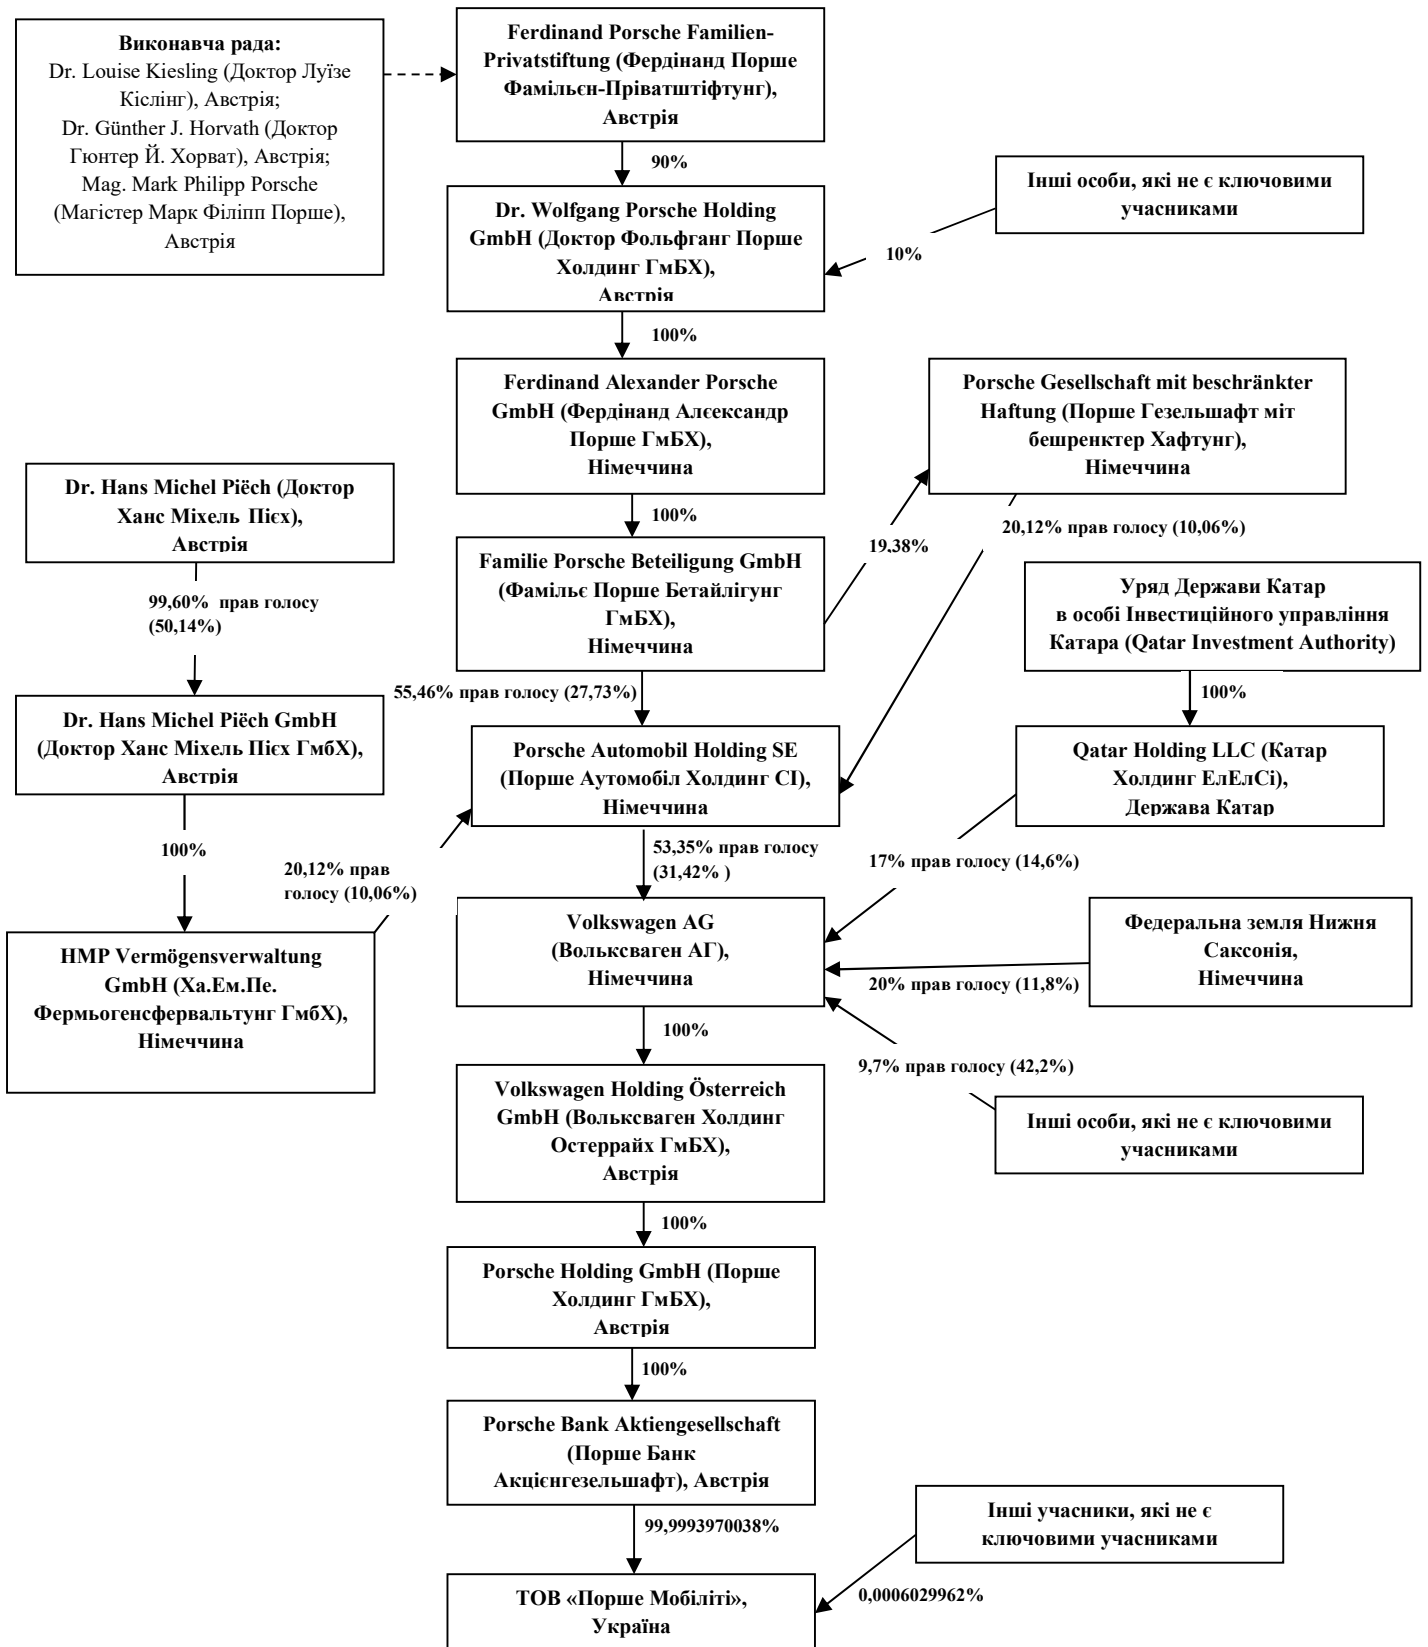 Виконавча рада:
Dr. Louise Kiesling (Доктор Луїзе
Кіслінг), Австрія;
Dr. Günther J. Horvath (Доктор
Гюнтер Й. Хорват), Австрія;
Mag. Mark Philipp Porsche
(Магістер Марк Філіпп Порше),
Австрія
Ferdinand Porsche Familien-
Privatstiftung (Фердінанд Порше
Фамільєн-Пріватштіфтунг),
Австрія
90%
Інші особи, які не є ключовими
учасниками
10%
Dr. Wolfgang Porsche Holding
GmbH (Доктор Фольфганг Порше
Холдинг ГмБХ),
Австрія
100%
Ferdinand Alexander Porsche
GmbH (Фердінанд Алєександр
Порше ГмБХ),
Німеччина
Porsche Gesellschaft mit beschränkter
Haftung (Порше Гезельшафт міт
бешренктер Хафтунг),
Німеччина
Dr. Hans Michel Piëch (Доктор
Ханс Міхель Пієх),
Австрія
100%
19,38%
20,12% прав голосу (10,06%)
Familie Porsche Beteiligung GmbH
(Фамільє Порше Бетайлігунг
ГмБХ),
Німеччина
Уряд Держави Катар
в особі Інвестиційного управління
Катара (Qatar Investment Authority)
99,60% прав голосу
(50,14%)
55,46% прав голосу (27,73%)
100%
Dr. Hans Michel Piëch GmbH
(Доктор Ханс Міхель Пієх ГмбХ),
Австрія
Porsche Automobil Holding SE
(Порше Аутомобіл Холдинг СІ),
Німеччина
Qatar Holding LLC (Катар
Холдинг ЕлЕлСі),
Держава Катар
100%
20,12% прав
голосу (10,06%)
53,35% прав голосу
(31,42% )
17% прав голосу (14,6%)
HMP Vermögensverwaltung
GmbH (Ха.Ем.Пе.
Фермьогенсфервальтунг ГмбХ),
Німеччина
Volkswagen AG
(Вольксваген АГ),
Німеччина
Федеральна земля Нижня
Саксонія,
Німеччина
20% прав голосу (11,8%)
100%
9,7% прав голосу (42,2%)
Volkswagen Holding Österreich
GmbH (Вольксваген Холдинг
Остеррайх ГмБХ),
Австрія
Інші особи, які не є ключовими
учасниками
100%
Porsche Holding GmbH (Порше
Холдинг ГмБХ),
Австрія
100%
Porsche Bank Aktiengesellschaft
(Порше Банк
Акцієнгезельшафт), Австрія
99,9993970038%
Інші учасники, які не є
ключовими учасниками
0,0006029962%
ТОВ «Порше Мобіліті»,
Україна